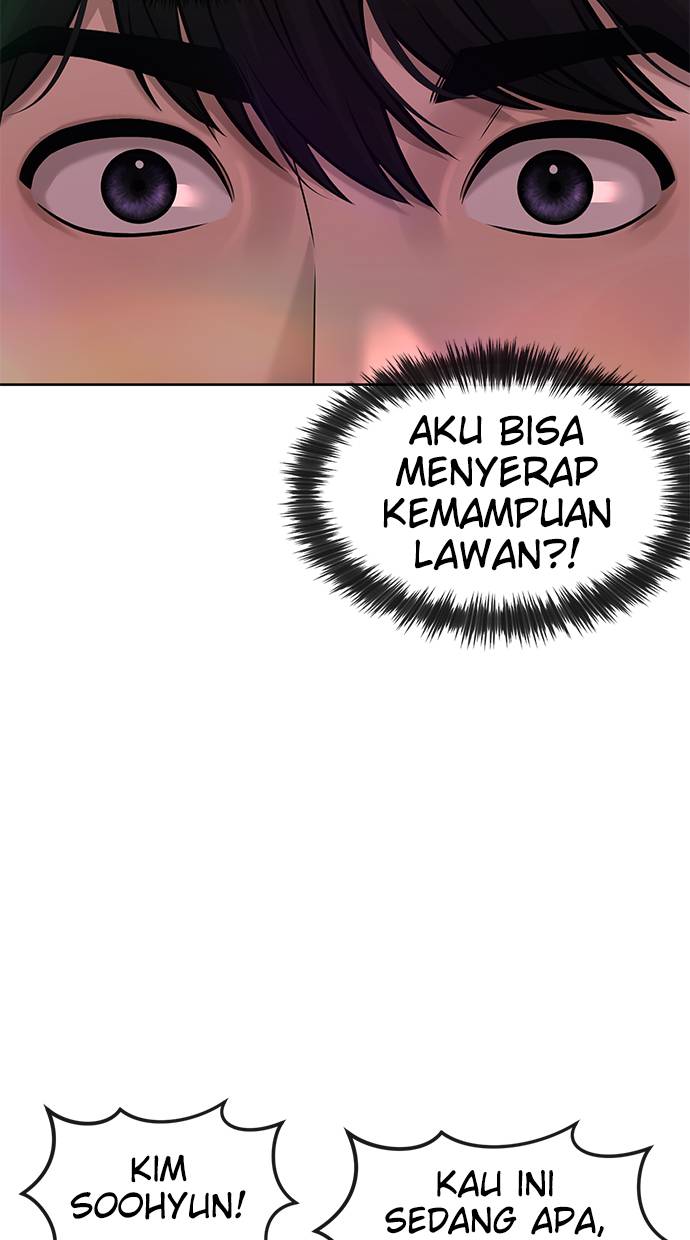 AKU BISA
MENYERAP
KEMAMPUAN
LAWAN?!
KIM
SOOHYUN!
KAU INI
SEDANG APA,